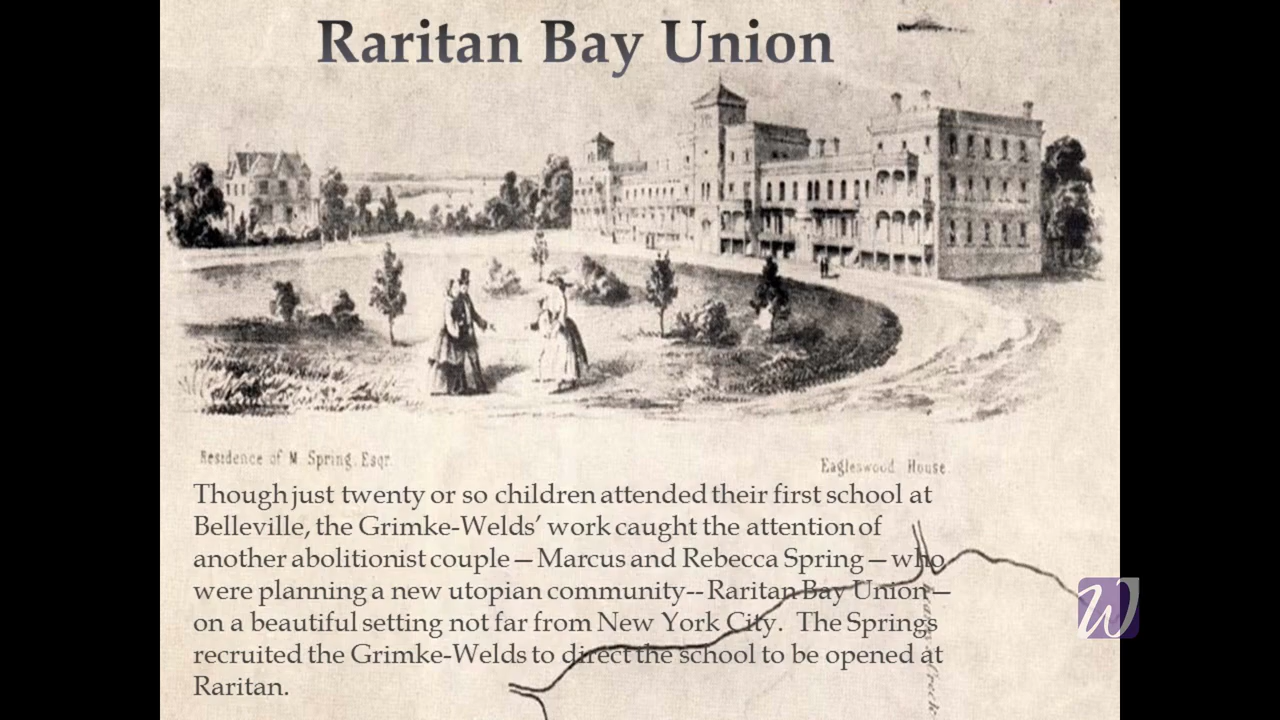 Raritan Bay Union
Residence of M. Spring. Esqr.
Eagleswood House.
Though just twenty or so children attended their first school at
Belleville, the Grimke-Welds’ work caught the attention of
another abolitionist couple – Marcus and Rebecca Spring – who
were planning a new utopian community-- Raritan Bay Union –
on a beautiful setting not far from New York City.  The Springs
recruited the Grimke-Welds to direct the school to be opened at
Raritan.
W
Creek